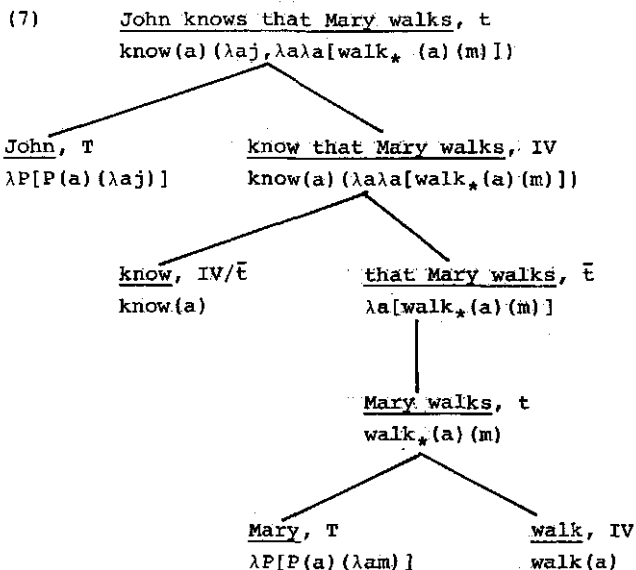 (7) John knows that Mary walks, t
know(a)(λaj,λaλa[walk* (a)(m)])
John, T know that Mary walks, IV
λP[P(a)(λaj)] know(a)(λaλa[walk*(a)(m)])
know, IV/t̄ that Mary walks, t̄
know(a) λa[walk*(a)(m)]
Mary walks, t
walk*(a)(m)
Mary, T walk, IV
λP[P(a)(λam)] walk(a)